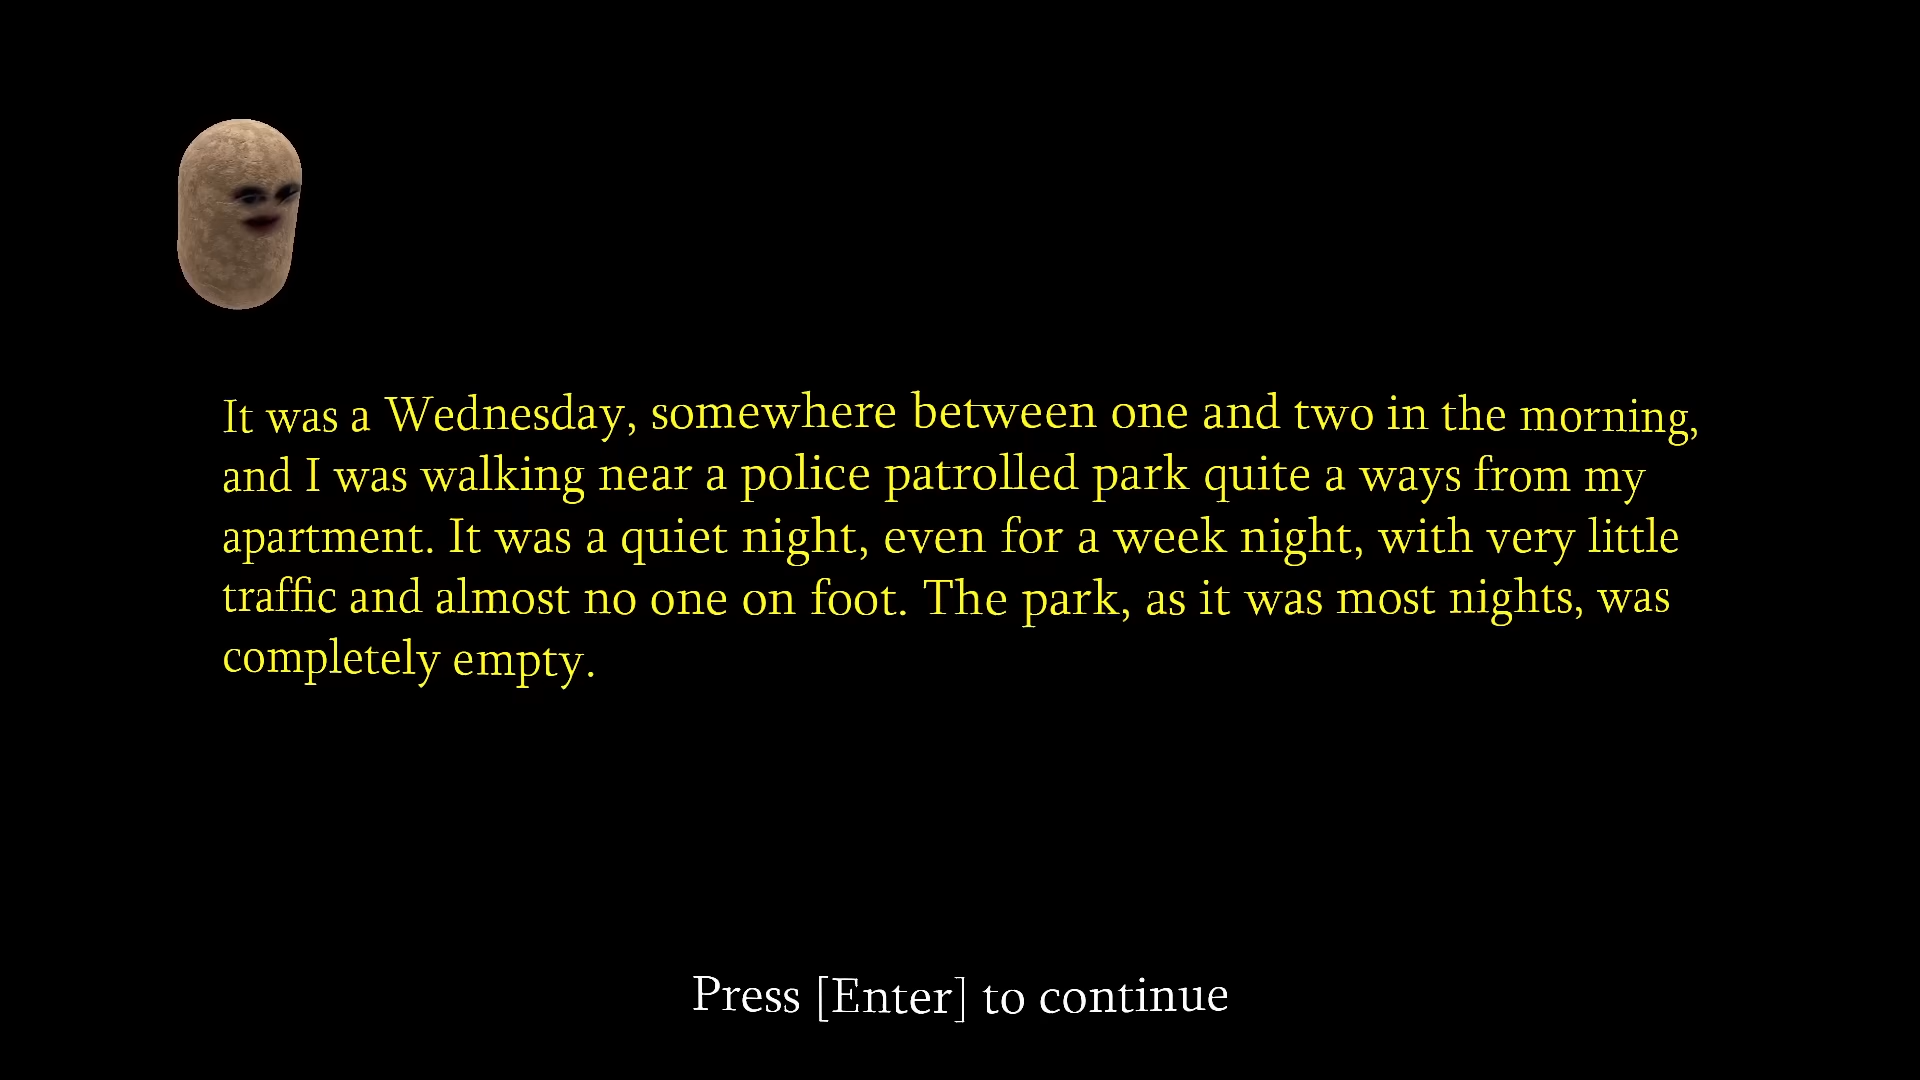 It was a Wednesday, somewhere between one and two in the morning,
and I was walking near a police patrolled park quite a ways from my
apartment. It was a quiet night, even for a week night, with very little
traffic and almost no one on foot. The park, as it was most nights, was
completely empty.
Press [Enter] to continue